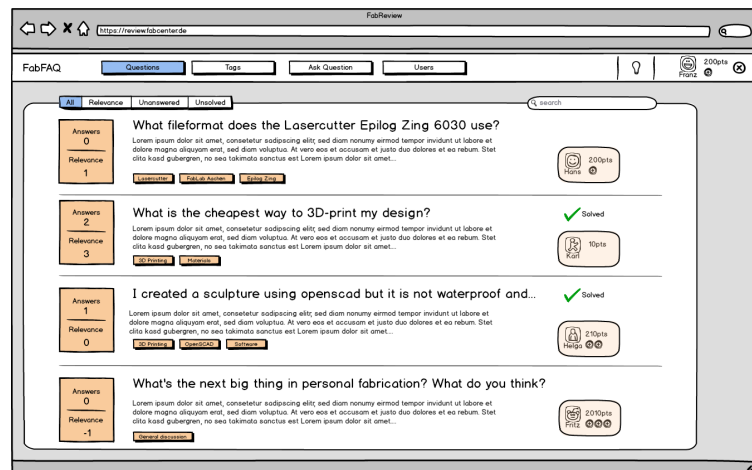 FabReview
https://review.fabcenter.de
FabFAQ
Questions
Tags
Ask Question
Users
Franz
200pts
All
Relevance
Unanswered
Unsolved
search
Answers
0
Relevance
1
What fileformat does the Lasercutter Epilog Zing 6030 use?
Lorem ipsum dolor sit amet, consetetur sadipscing elitr, sed diam nonumy eirmod tempor invidunt ut labore et
dolore magna aliquyam erat, sed diam voluptua. At vero eos et accusam et justo duo dolores et ea rebum. Stet
clita kasd gubergren, no sea takimata sanctus est Lorem ipsum dolor sit amet...
Lasercutter
FabLab Aachen
Epilog Zing
Hans
200pts
Answers
2
Relevance
3
What is the cheapest way to 3D-print my design?
Lorem ipsum dolor sit amet, consetetur sadipscing elitr, sed diam nonumy eirmod tempor invidunt ut labore et
dolore magna aliquyam erat, sed diam voluptua. At vero eos et accusam et justo duo dolores et ea rebum. Stet
clita kasd gubergren, no sea takimata sanctus est Lorem ipsum dolor sit amet...
3D Printing
Materials
Solved
Karl
10pts
Answers
1
Relevance
0
I created a sculpture using openscad but it is not waterproof and...
Lorem ipsum dolor sit amet, consetetur sadipscing elitr, sed diam nonumy eirmod tempor invidunt ut labore et
dolore magna aliquyam erat, sed diam voluptua. At vero eos et accusam et justo duo dolores et ea rebum. Stet
clita kasd gubergren, no sea takimata sanctus est Lorem ipsum dolor sit amet...
3D Printing
OpenSCAD
Software
Solved
Helga
210pts
Answers
0
Relevance
-1
What's the next big thing in personal fabrication? What do you think?
Lorem ipsum dolor sit amet, consetetur sadipscing elitr, sed diam nonumy eirmod tempor invidunt ut labore et
dolore magna aliquyam erat, sed diam voluptua. At vero eos et accusam et justo duo dolores et ea rebum. Stet
clita kasd gubergren, no sea takimata sanctus est Lorem ipsum dolor sit amet...
General discussion
Fritz
2010pts